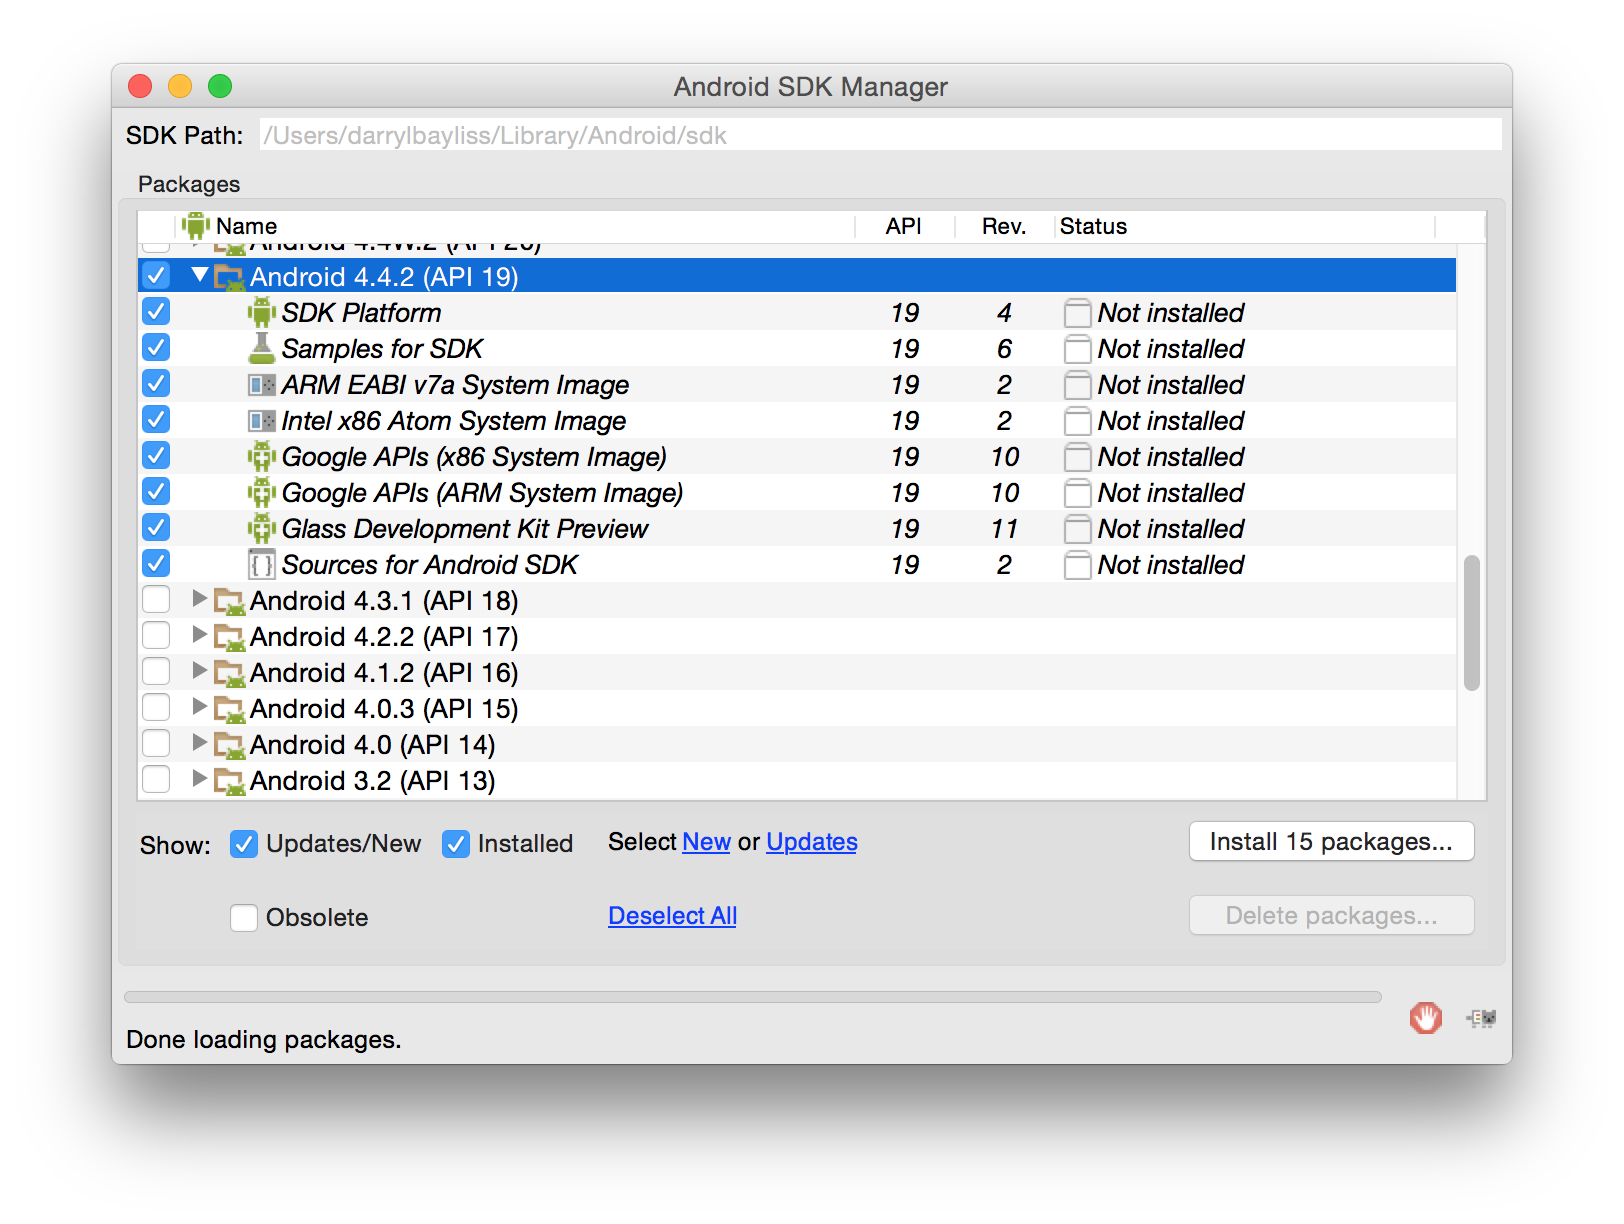 Android SDK Manager
SDK Path: /Users/darrylbayliss/Library/Android/sdk
Packages
Name API Rev. Status
Android 4.4W.2 (API 20)
Android 4.4.2 (API 19)
SDK Platform 19 4 Not installed
Samples for SDK 19 6 Not installed
ARM EABI v7a System Image 19 2 Not installed
Intel x86 Atom System Image 19 2 Not installed
Google APIs (x86 System Image) 19 10 Not installed
Google APIs (ARM System Image) 19 10 Not installed
Glass Development Kit Preview 19 11 Not installed
Sources for Android SDK 19 2 Not installed
Android 4.3.1 (API 18)
Android 4.2.2 (API 17)
Android 4.1.2 (API 16)
Android 4.0.3 (API 15)
Android 4.0 (API 14)
Android 3.2 (API 13)
Show: Updates/New Installed Select New or Updates Install 15 packages...
Obsolete Deselect All Delete packages...
Done loading packages.